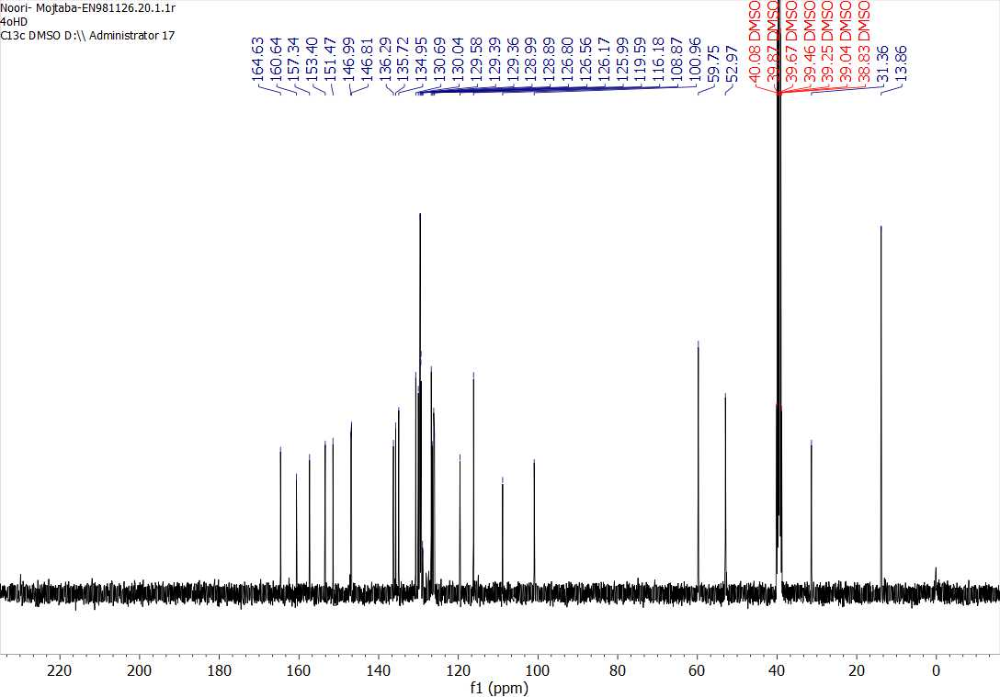 Noori- Mojtaba-EN981126.20.1.1r
4oHD
C13c DMSO D:\\ Administrator 17
164.63
160.64
157.34
153.40
151.47
146.99
146.81
136.29
135.72
134.95
130.69
130.04
129.58
129.39
129.36
128.99
128.89
126.80
126.56
126.17
125.99
119.59
116.18
108.87
100.96
59.75
52.97
40.08 DMSO
39.87 DMSO
39.67 DMSO
39.46 DMSO
39.25 DMSO
39.04 DMSO
38.83 DMSO
31.36
13.86
220 200 180 160 140 120 100 80 60 40 20 0
f1 (ppm)